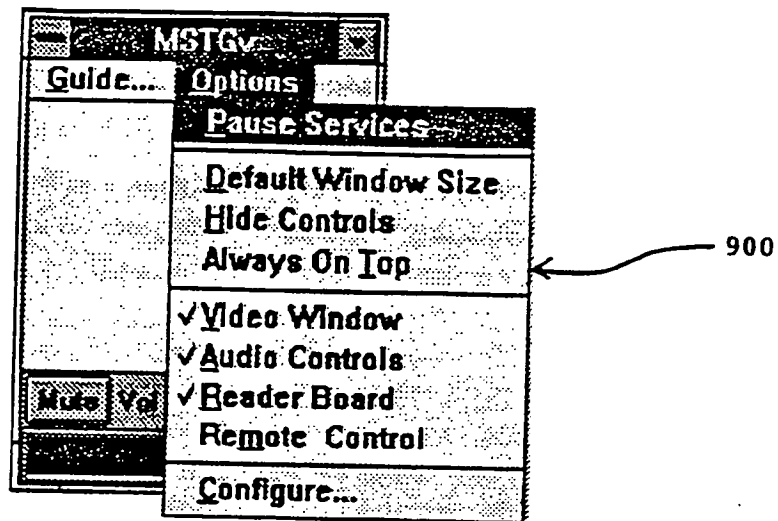 MSTGv
Guide... Options
Pause Services
Default Window Size
Hide Controls
Always On Top
900
✓Video Window
✓Audio Controls
✓Reader Board
Remote Control
Mute Vol
Configure...